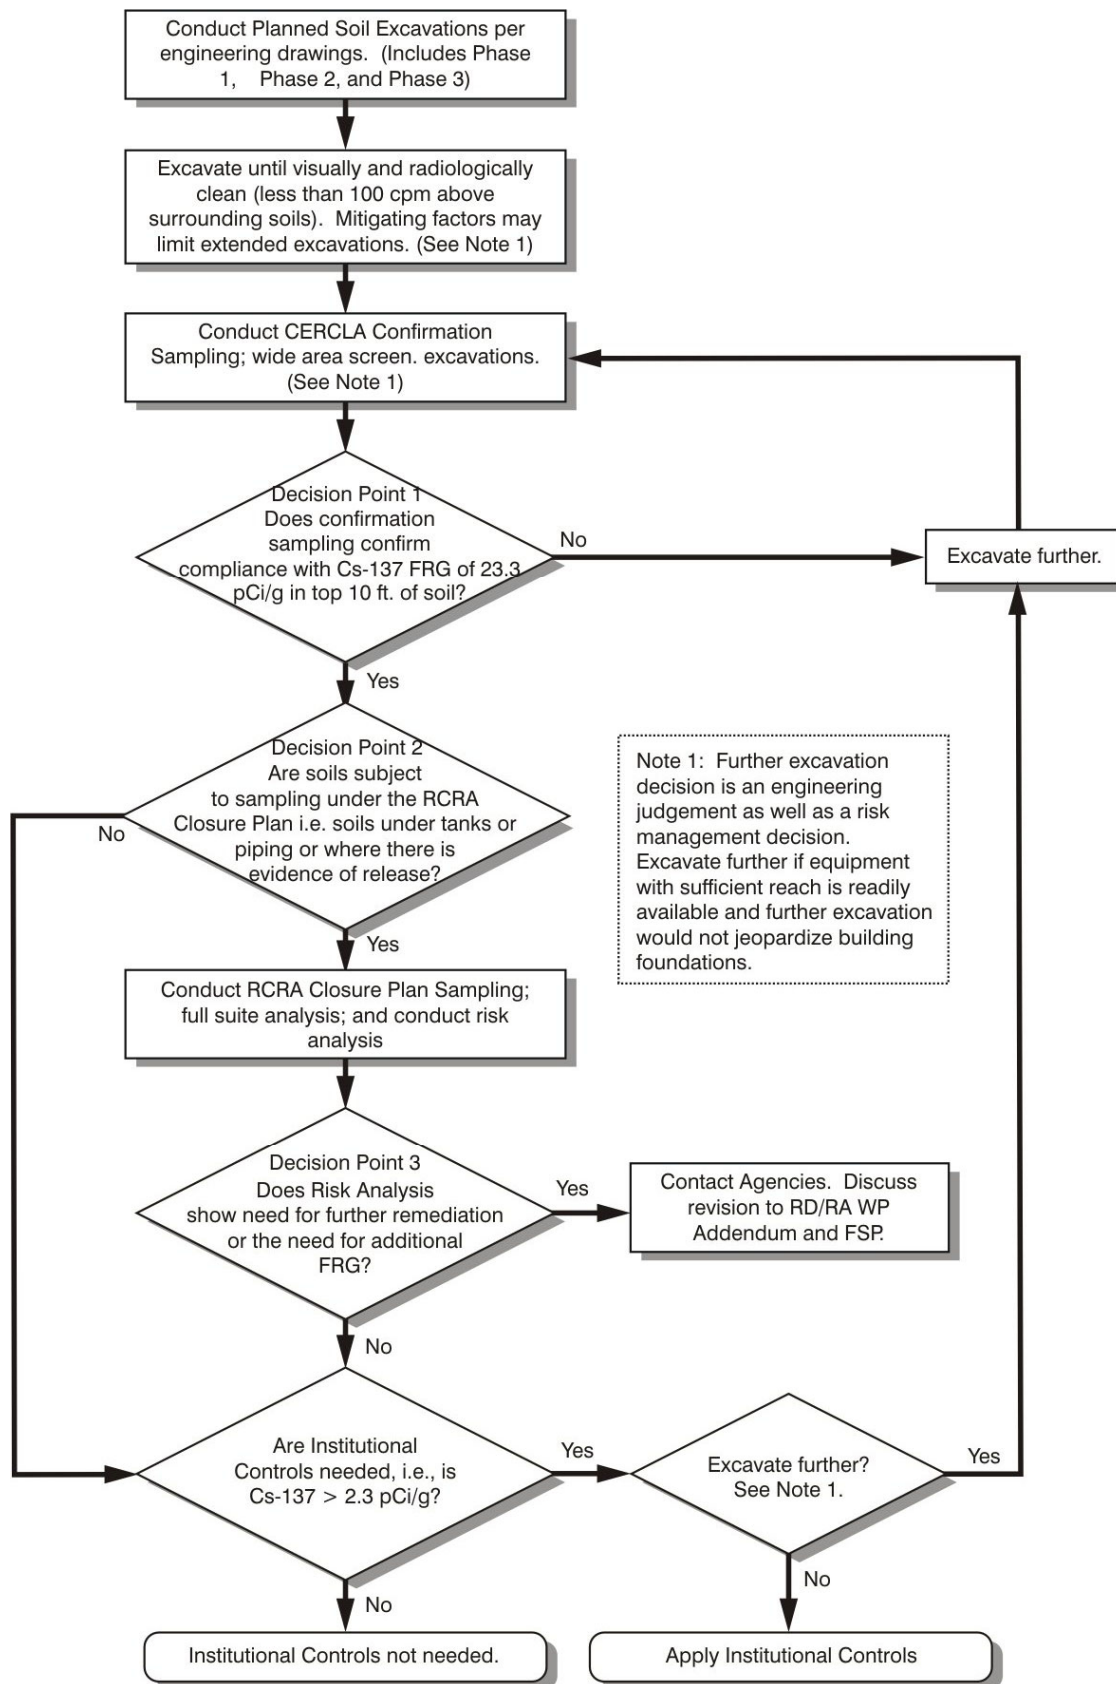 Conduct Planned Soil Excavations per
engineering drawings. (Includes Phase
1, Phase 2, and Phase 3)
Excavate until visually and radiologically
clean (less than 100 cpm above
surrounding soils). Mitigating factors may
limit extended excavations. (See Note 1)
Conduct CERCLA Confirmation
Sampling; wide area screen. excavations.
(See Note 1)
Decision Point 1
Does confirmation
sampling confirm
compliance with Cs-137 FRG of 23.3
pCi/g in top 10 ft. of soil?
No
Excavate further.
Yes
Decision Point 2
Are soils subject
to sampling under the RCRA
Closure Plan i.e. soils under tanks or
piping or where there is
evidence of release?
No
Yes
Note 1: Further excavation
decision is an engineering
judgement as well as a risk
management decision.
Excavate further if equipment
with sufficient reach is readily
available and further excavation
would not jeopardize building
foundations.
Conduct RCRA Closure Plan Sampling;
full suite analysis; and conduct risk
analysis
Decision Point 3
Does Risk Analysis
show need for further remediation
or the need for additional
FRG?
Yes
Contact Agencies. Discuss
revision to RD/RA WP
Addendum and FSP.
No
Are Institutional
Controls needed, i.e., is
Cs-137 > 2.3 pCi/g?
Yes
Excavate further?
See Note 1.
Yes
No
No
Institutional Controls not needed.
Apply Institutional Controls